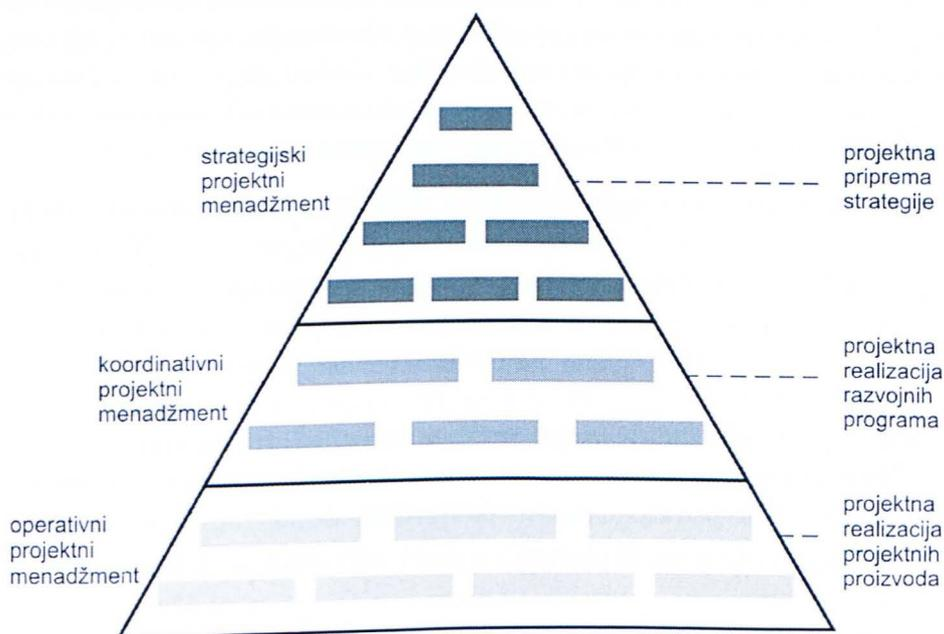 strategijski
projektni
menadžment
projektna
priprema
strategije
koordinativni
projektni
menadžment
projektna
realizacija
razvojnih
programa
operativni
projektni
menadžment
projektna
realizacija
projektnih
proizvoda